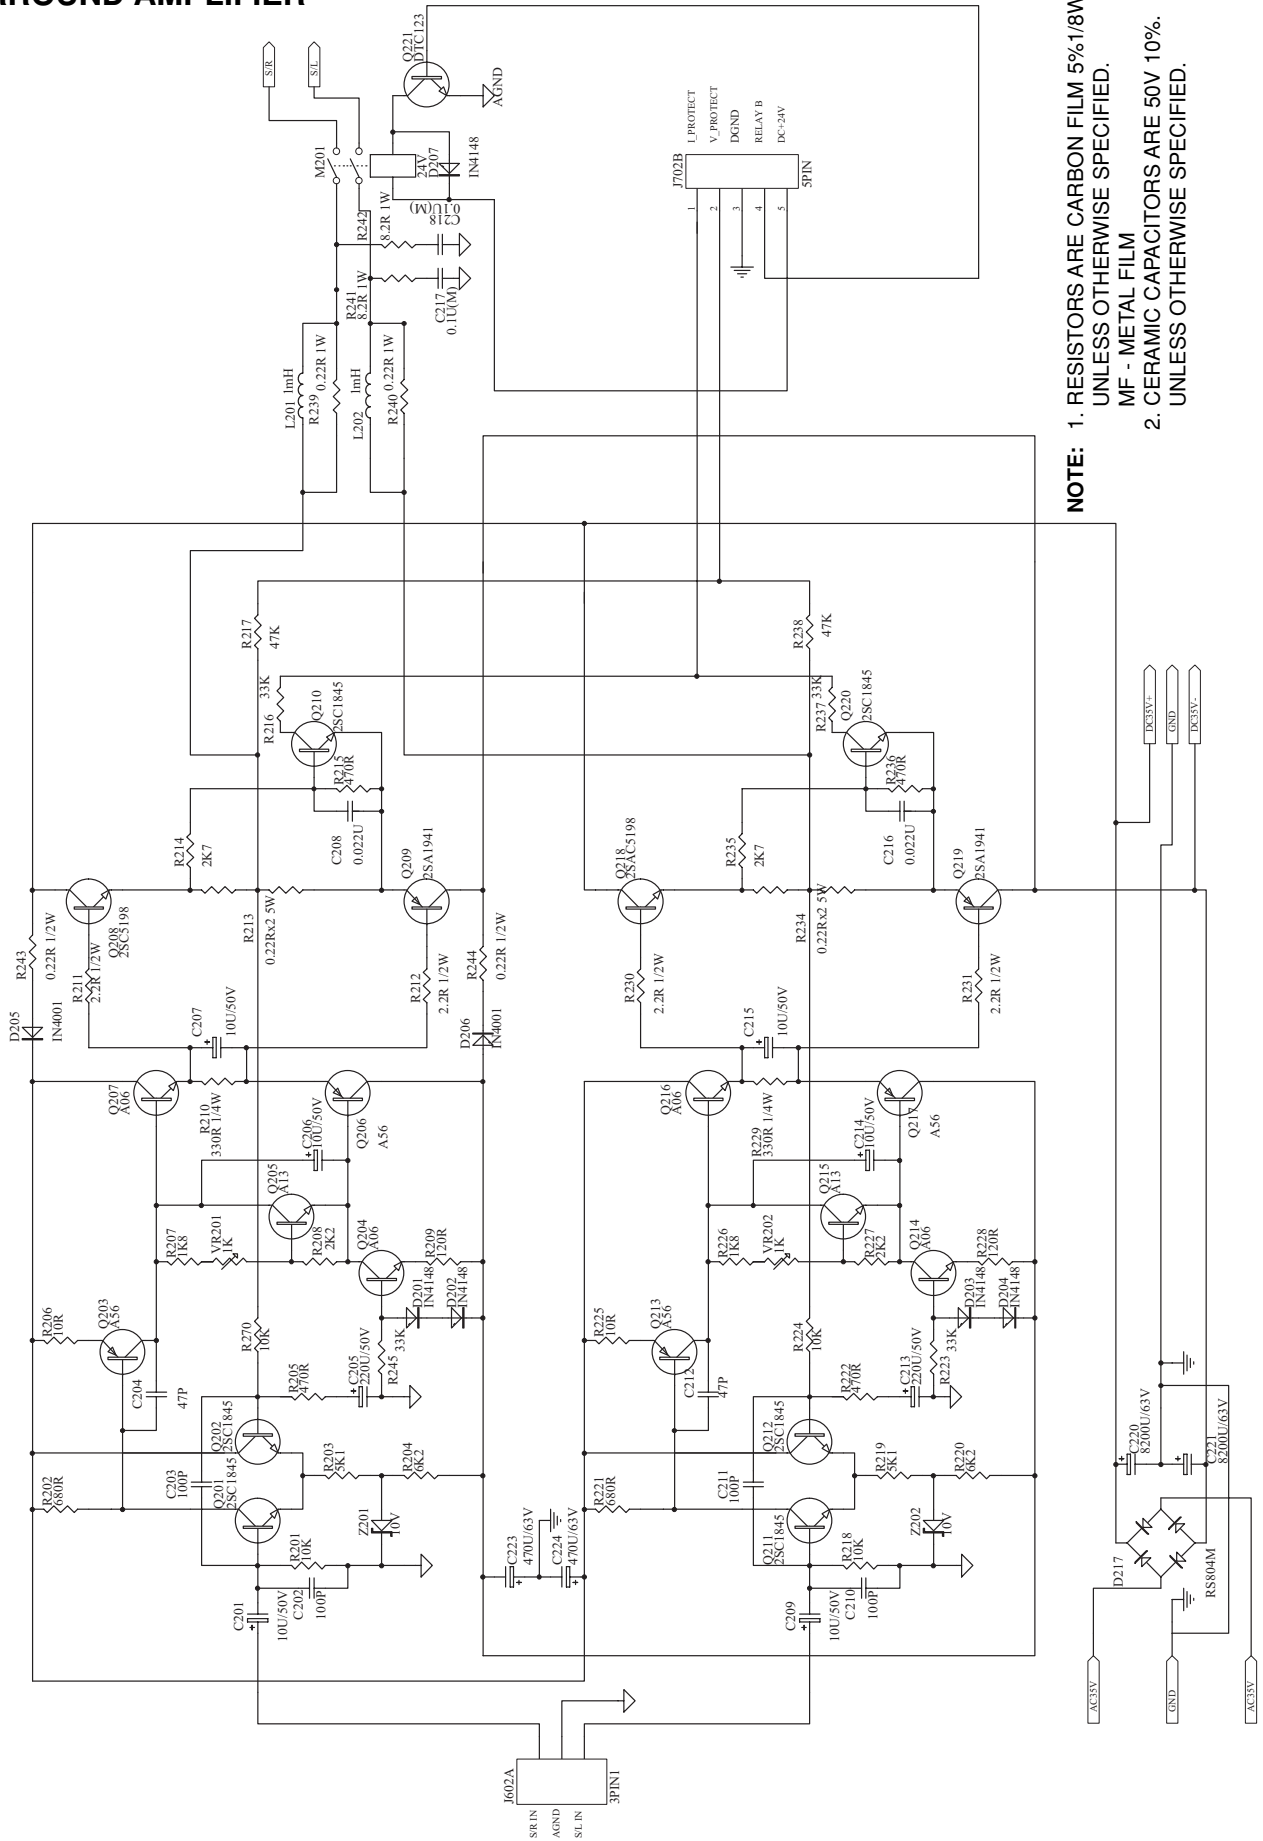 AROUND AMPLIFIER
S/R
S/L
Q221
DTC123
AGND
M201
24V
D207
IN4148
C218
0.1U(M)
R242
8.2R 1W
R241
8.2R 1W
C217
0.1U(M)
L201 1mH
R239 0.22R 1W
L202 1mH
R240 0.22R 1W
J702B
I_PROTECT
V_PROTECT
DGND
RELAY B
DC+24V
1
2
3
4
5
5PIN
NOTE: 1. RESISTORS ARE CARBON FILM 5%1/8W
UNLESS OTHERWISE SPECIFIED.
MF - METAL FILM
2. CERAMIC CAPACITORS ARE 50V 10%.
UNLESS OTHERWISE SPECIFIED.
R217
47K
R238
47K
R216
33K
Q210
2SC1845
R215
470R
C208
0.022U
R214
2K7
R237
33K
Q220
2SC1845
R236
470R
C216
0.022U
R235
2K7
DC35V+
GND
DC35V-
R243
0.22R 1/2W
Q208
2SC5198
R211
2.2R 1/2W
R213
0.22Rx2 5W
Q209
2SA1941
R212
2.2R 1/2W
R244
0.22R 1/2W
Q218
2SAC5198
R230
2.2R 1/2W
R234
0.22Rx2 5W
Q219
2SA1941
R231
2.2R 1/2W
D205
IN4001
C207
10U/50V
D206
IN4001
C215
10U/50V
Q207
A06
R210
330R 1/4W
C206
10U/50V
Q206
A56
Q216
A06
R229
330R 1/4W
C214
10U/50V
Q217
A56
R207
1K8
VR201
1K
Q205
A13
R208
2K2
Q204
A06
R209
120R
D201
IN4148
D202
IN4148
R226
1K8
VR202
1K
Q215
A13
R227
2K2
Q214
A06
R228
120R
D203
IN4148
D204
IN4148
R206
10R
Q203
A56
C204
47P
R270
10K
R205
470R
C205
220U/50V
R245
33K
R225
10R
Q213
A56
C212
47P
R224
10K
R222
470R
C213
220U/50V
R223
33K
R202
680R
C203
100P
Q201
2SC1845
Q202
2SC1845
R203
5K1
R204
6K2
R221
680R
C211
100P
Q211
2SC1845
Q212
2SC1845
R219
5K1
R220
6K2
C220
8200U/63V
C221
8200U/63V
C201
10U/50V
C202
100P
R201
10K
Z201
10V
C223
470U/63V
C224
470U/63V
C209
10U/50V
C210
100P
R218
10K
Z202
10V
D217
RS804M
J602A
S/R IN
AGND
S/L IN
3PIN1
AC35V
GND
AC35V